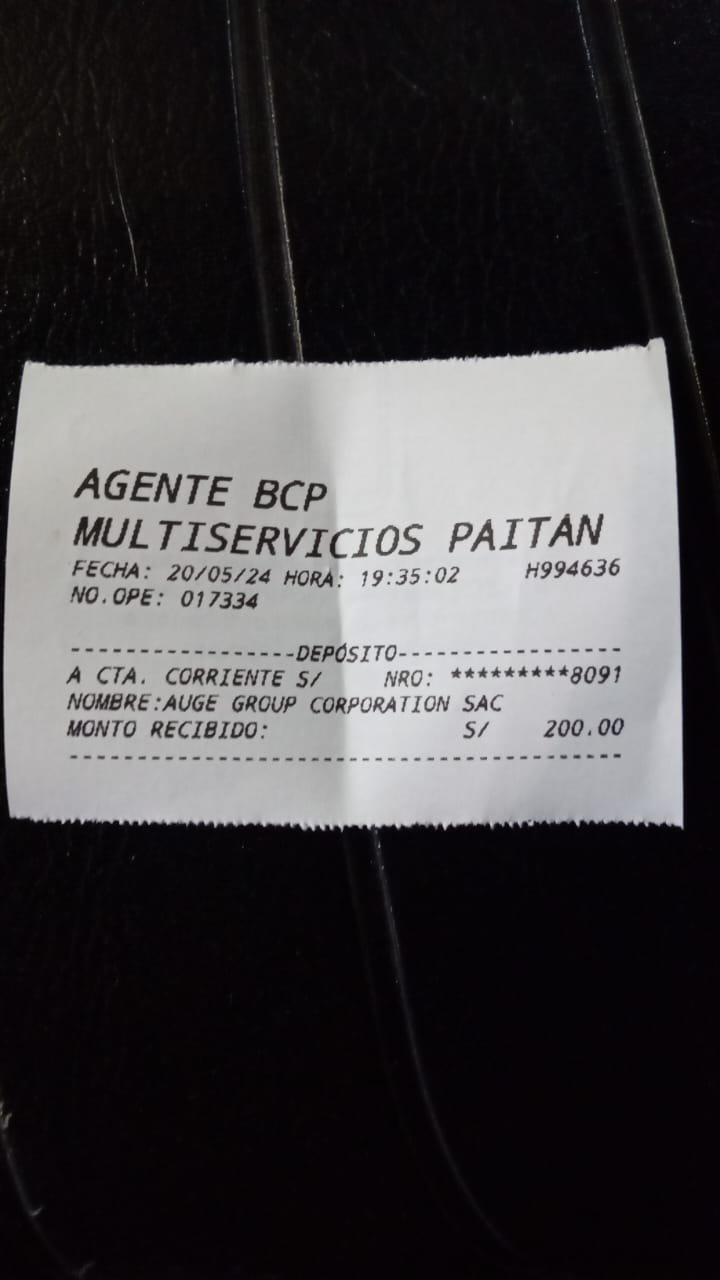 AGENTE BCP
MULTISERVICIOS PAITAN
FECHA: 20/05/24 HORA: 19:35:02 H994636
NO.OPE: 017334
-----------------DEPÓSITO-----------------
A CTA. CORRIENTE S/ NRO: *********8091
NOMBRE:AUGE GROUP CORPORATION SAC
MONTO RECIBIDO: S/ 200.00
------------------------------------------